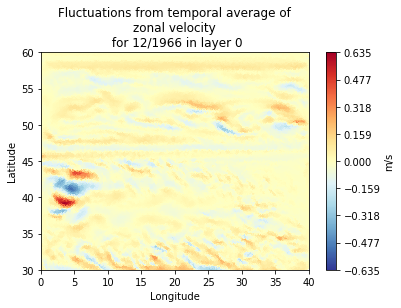 Fluctuations from temporal average of
zonal velocity
for 12/1966 in layer 0
60
55
50
45
40
35
30
Latitude
0 5 10 15 20 25 30 35 40
Longitude
0.635
0.477
0.318
0.159
0.000
−0.159
−0.318
−0.477
−0.635
m/s